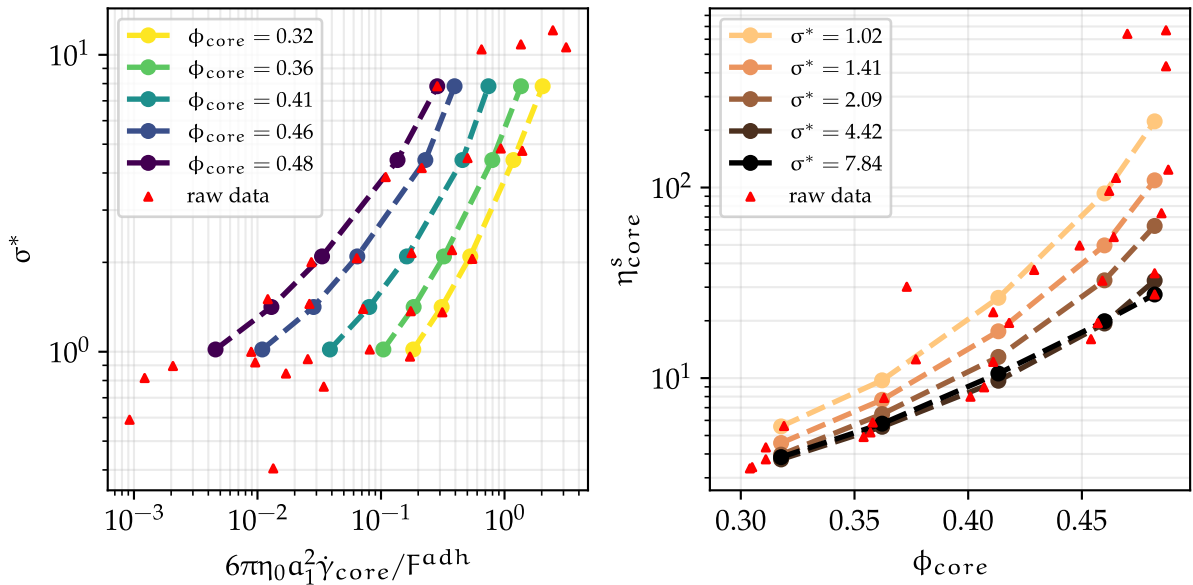 ϕcore = 0.32
ϕcore = 0.36
ϕcore = 0.41
ϕcore = 0.46
ϕcore = 0.48
raw data
σ*
10¹
10⁰
10⁻³ 10⁻² 10⁻¹ 10⁰
6πη₀a₁²γ̇core/Fadh
σ* = 1.02
σ* = 1.41
σ* = 2.09
σ* = 4.42
σ* = 7.84
raw data
ηˢcore
10²
10¹
0.30 0.35 0.40 0.45
ϕcore